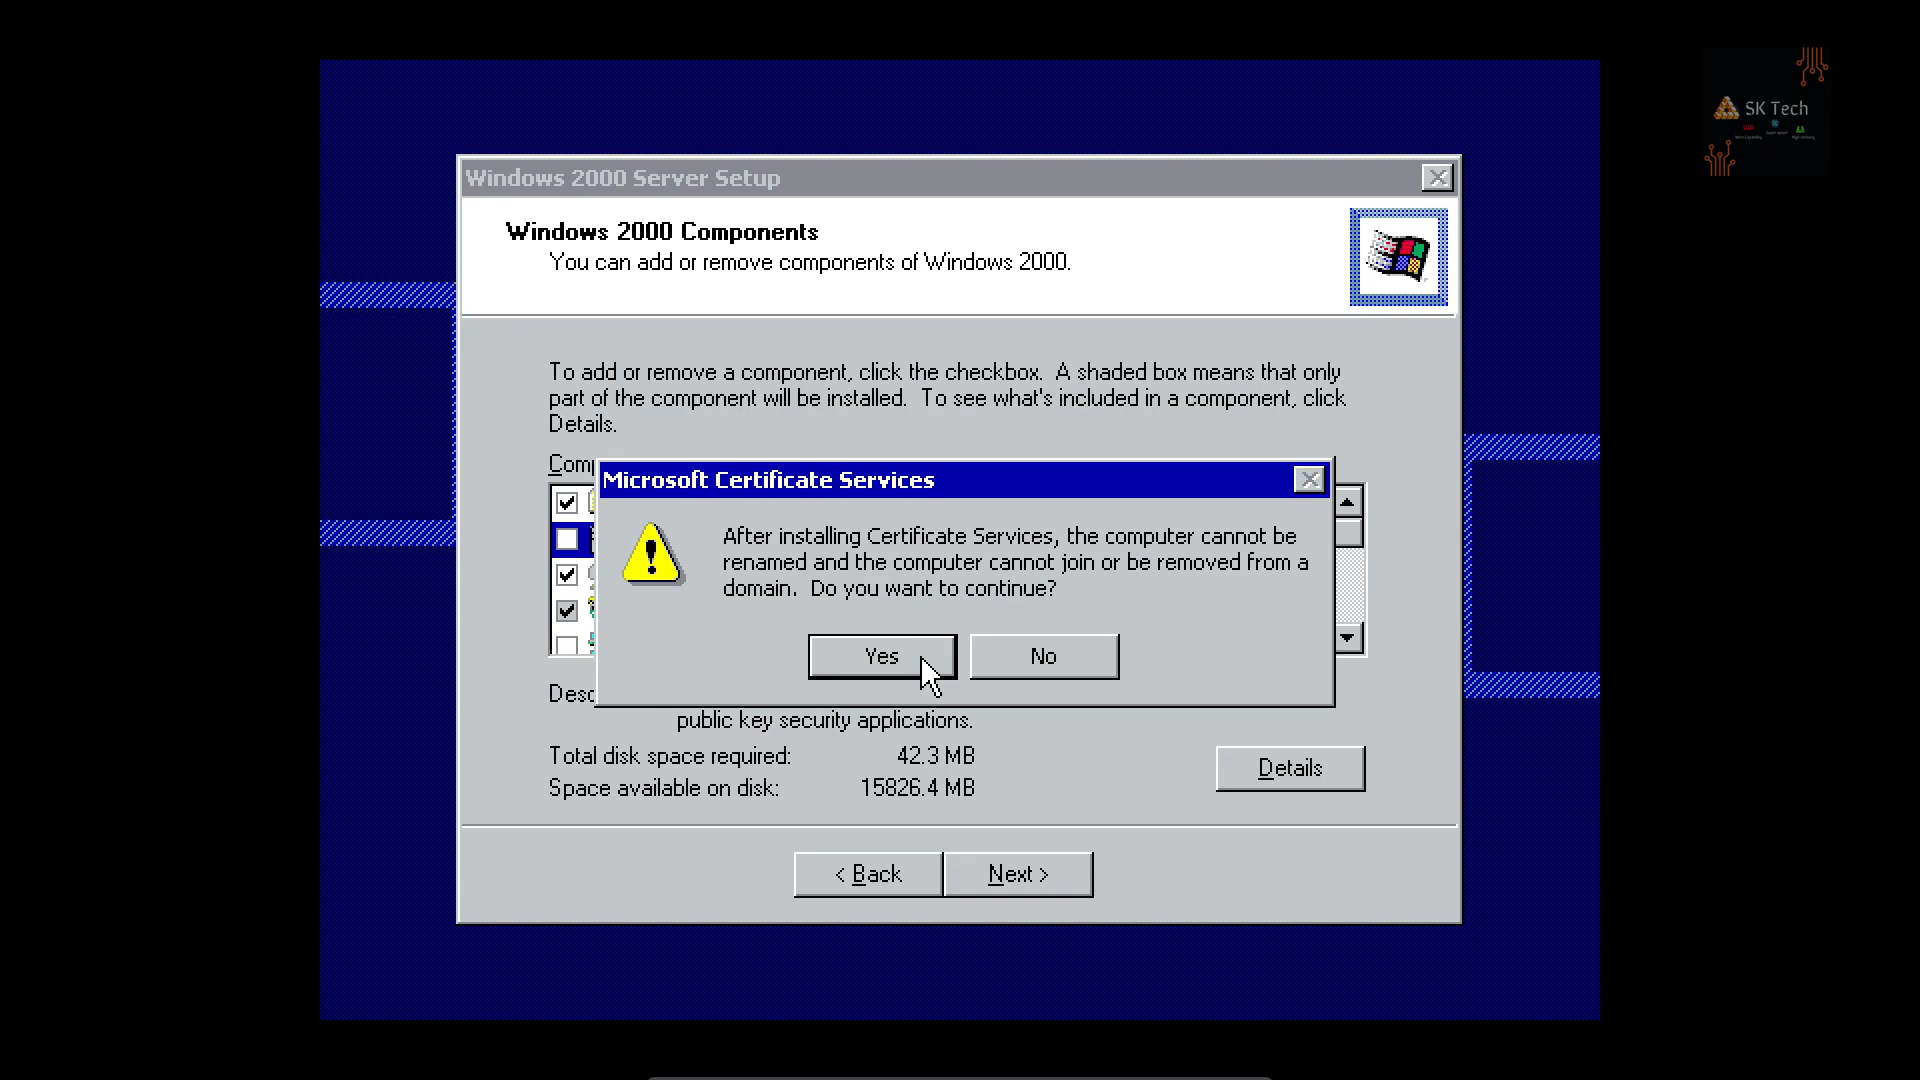 SK Tech
Windows 2000 Server Setup
Windows 2000 Components
You can add or remove components of Windows 2000.
To add or remove a component, click the checkbox. A shaded box means that only
part of the component will be installed. To see what's included in a component, click
Details.
Com
Microsoft Certificate Services
After installing Certificate Services, the computer cannot be
renamed and the computer cannot join or be removed from a
domain. Do you want to continue?
Yes
No
Desc
public key security applications.
Total disk space required: 42.3 MB
Space available on disk: 15826.4 MB
Details
< Back
Next >